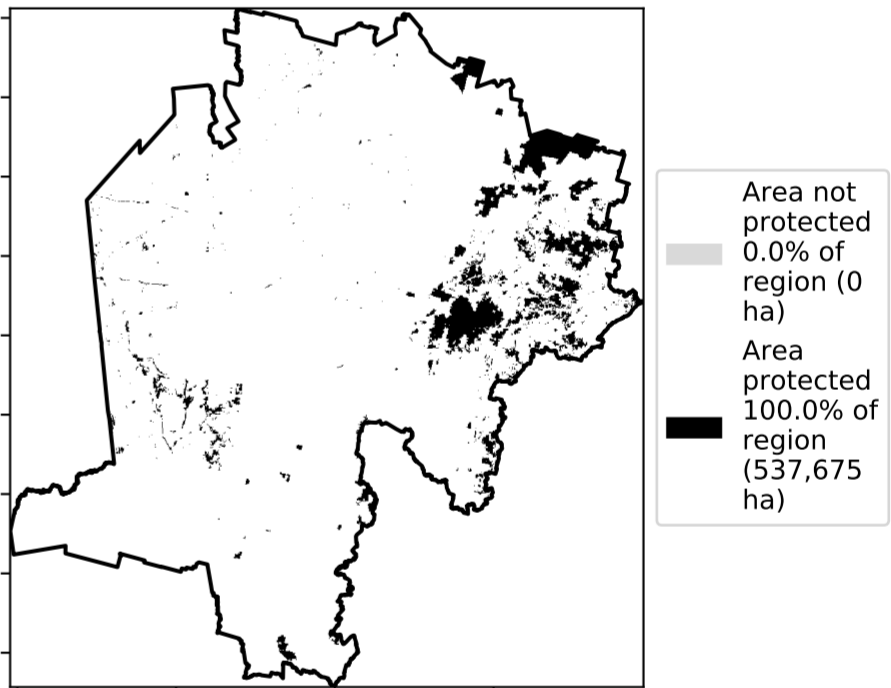 Area not
protected
0.0% of
region (0
ha)
Area
protected
100.0% of
region
(537,675
ha)